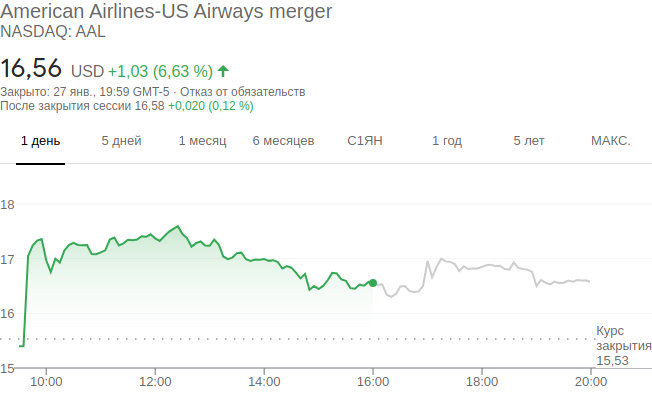 American Airlines-US Airways merger
NASDAQ: AAL
16,56 USD +1,03 (6,63 %)
Закрыто: 27 янв., 19:59 GMT-5 · Отказ от обязательств
После закрытия сессии 16,58 +0,020 (0,12 %)
1 день 5 дней 1 месяц 6 месяцев С1ЯН 1 год 5 лет МАКС.
18
17
16
Курс
закрытия
15,53
15
10:00 12:00 14:00 16:00 18:00 20:00